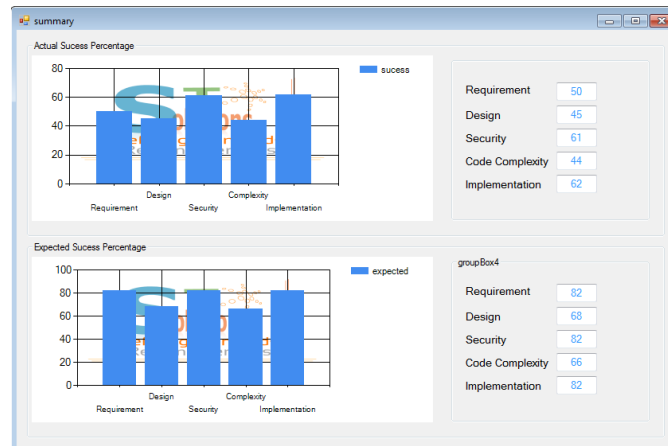 summary
Actual Sucess Percentage
80
60
40
20
0
Design
Complexity
Requirement
Security
Implementation
sucess
Requirement 50
Design 45
Security 61
Code Complexity 44
Implementation 62
Expected Sucess Percentage
100
80
60
40
20
0
Design
Complexity
Requirement
Security
Implementation
expected
groupBox4
Requirement 82
Design 68
Security 82
Code Complexity 66
Implementation 82